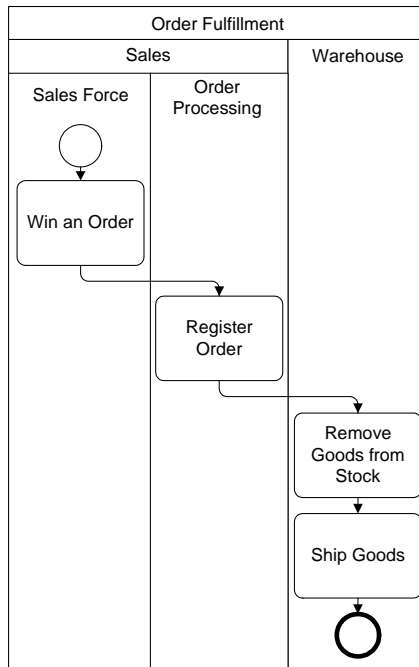 Order Fulfillment
Sales
Warehouse
Sales Force
Order
Processing
Win an Order
Register
Order
Remove
Goods from
Stock
Ship Goods